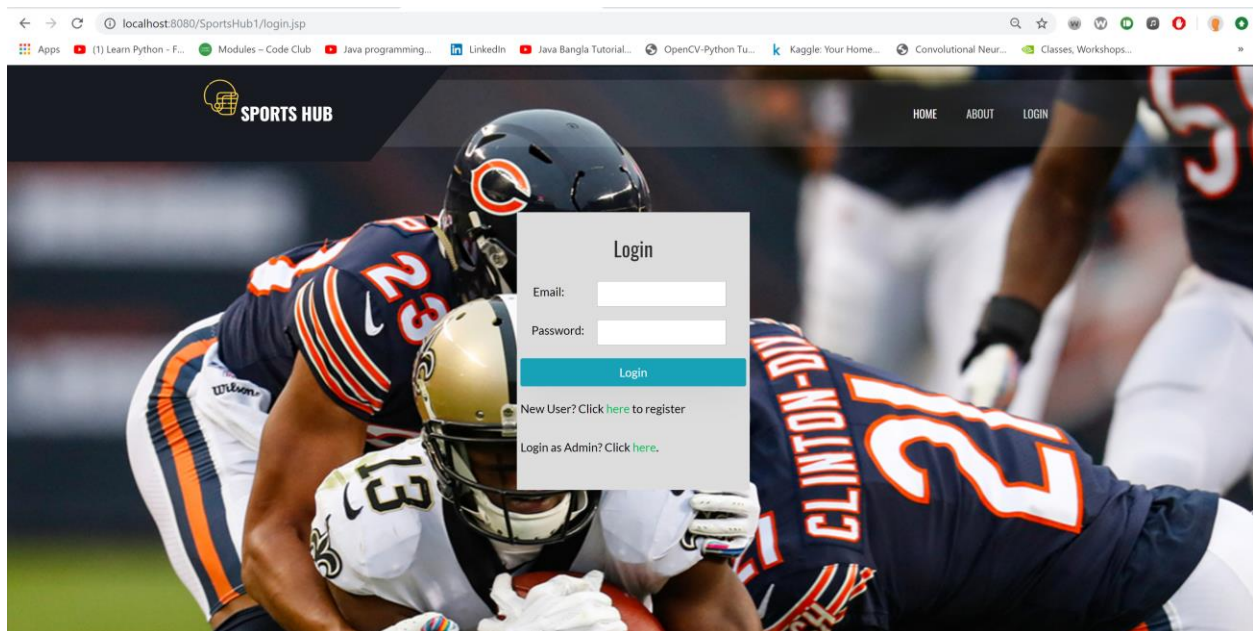 localhost:8080/SportsHub1/login.jsp
Apps (1) Learn Python - F... Modules – Code Club Java programming... LinkedIn Java Bangla Tutorial... OpenCV-Python Tu... Kaggle: Your Home... Convolutional Neur... Classes, Workshops... »
SPORTS HUB HOME ABOUT LOGIN
C
23
Login
Email:
Password:
Login
New User? Click here to register
Login as Admin? Click here.
Wilson
13
CLINTON-DIX
21